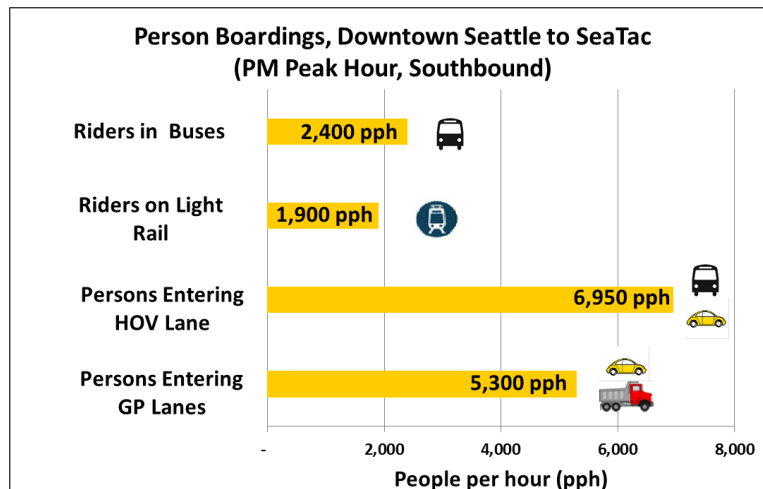 Person Boardings, Downtown Seattle to SeaTac
(PM Peak Hour, Southbound)
Riders in Buses
2,400 pph
Riders on Light
Rail
1,900 pph
Persons Entering
HOV Lane
6,950 pph
Persons Entering
GP Lanes
5,300 pph
- 2,000 4,000 6,000 8,000
People per hour (pph)